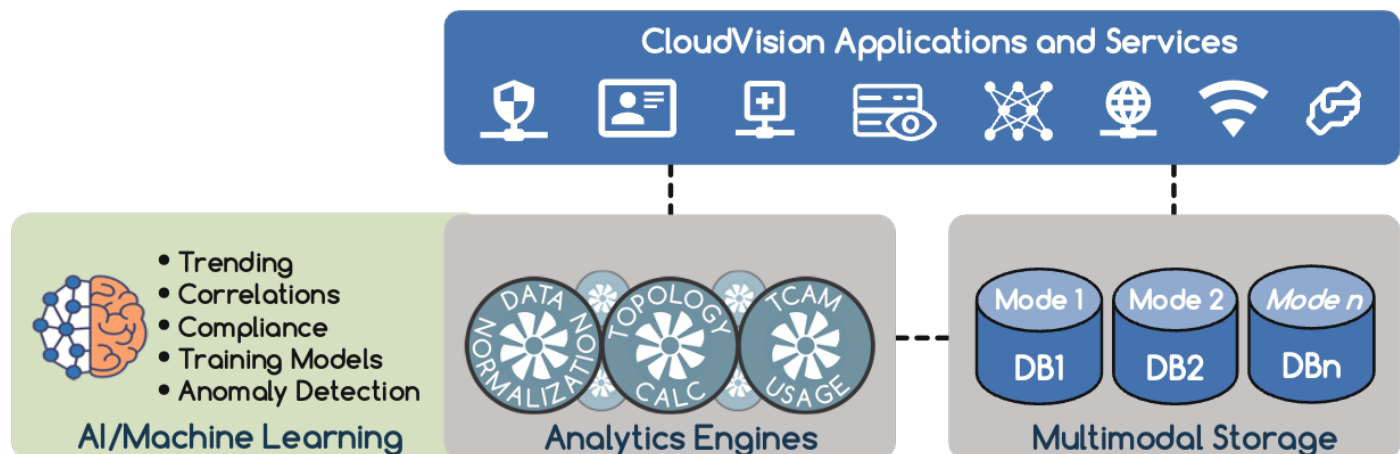 CloudVision Applications and Services
• Trending
• Correlations
• Compliance
• Training Models
• Anomaly Detection
AI/Machine Learning
DATA
NORMALIZATION
TOPOLOGY
CALC
TCAM
USAGE
Analytics Engines
Mode 1
DB1
Mode 2
DB2
Mode n
DBn
Multimodal Storage